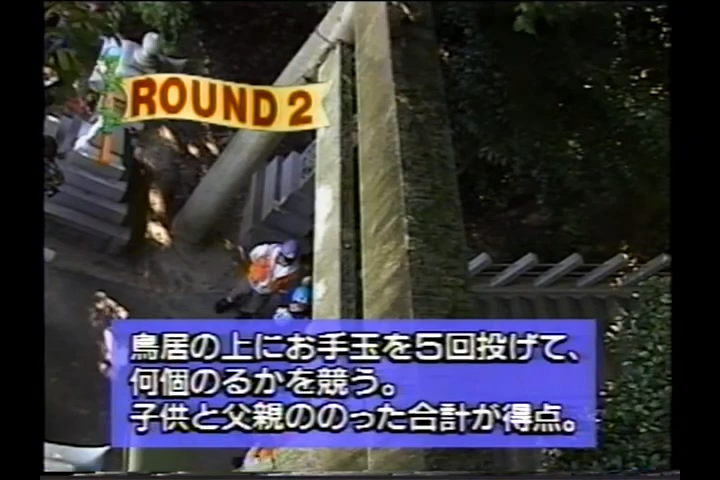 ROUND 2
鳥居の上にお手玉を5回投げて、
何個のるかを競う。
子供と父親ののった合計が得点。